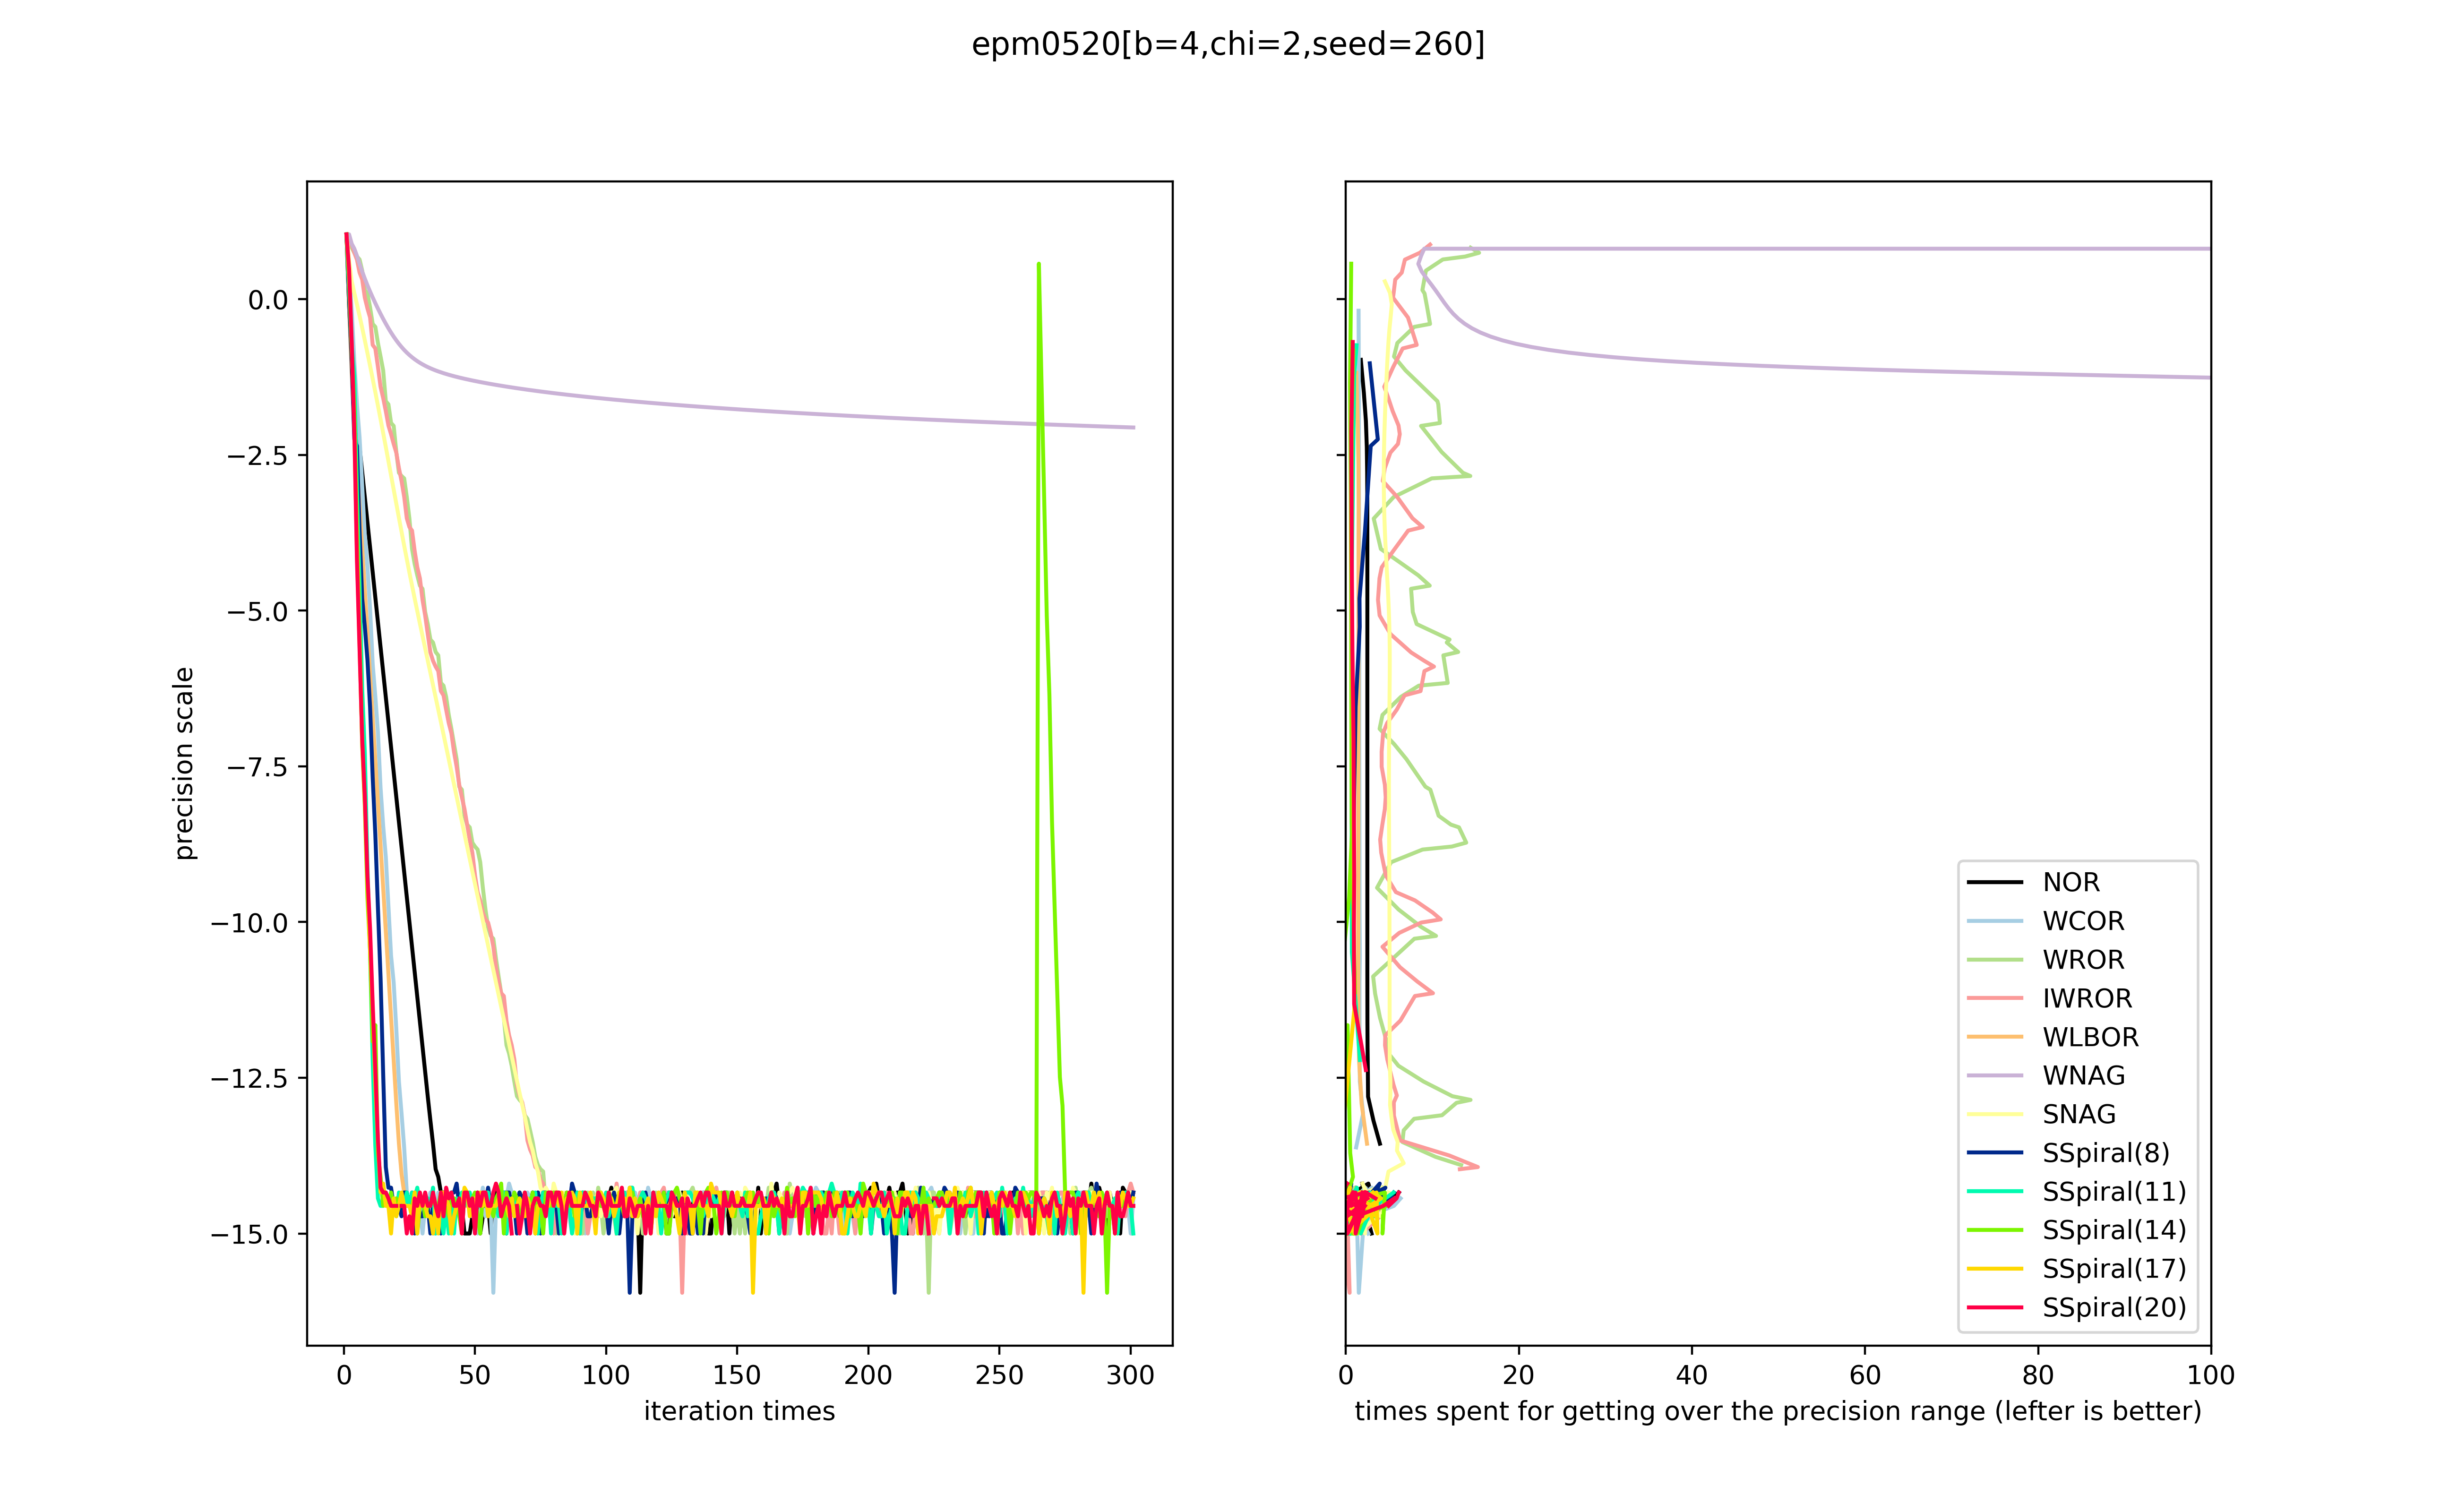 epm0520[b=4,chi=2,seed=260]
precision scale
0.0
−2.5
−5.0
−7.5
−10.0
−12.5
−15.0
0 50 100 150 200 250 300
iteration times
0 20 40 60 80 100
times spent for getting over the precision range (lefter is better)
NOR
WCOR
WROR
IWROR
WLBOR
WNAG
SNAG
SSpiral(8)
SSpiral(11)
SSpiral(14)
SSpiral(17)
SSpiral(20)